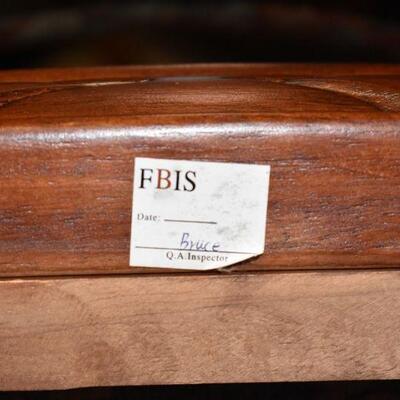 FBIS
Date:
Bruce
Q.A.Inspector